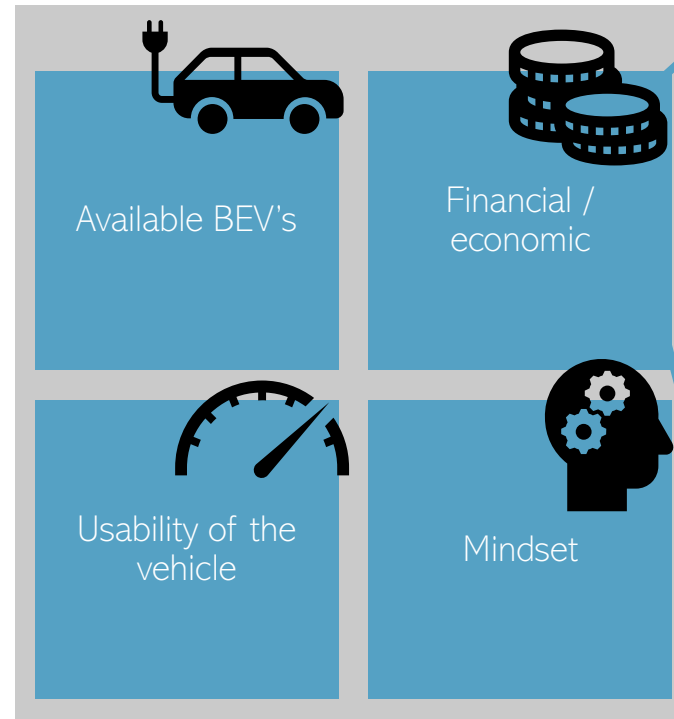 Available BEV's
Financial /
economic
Usability of the
vehicle
Mindset